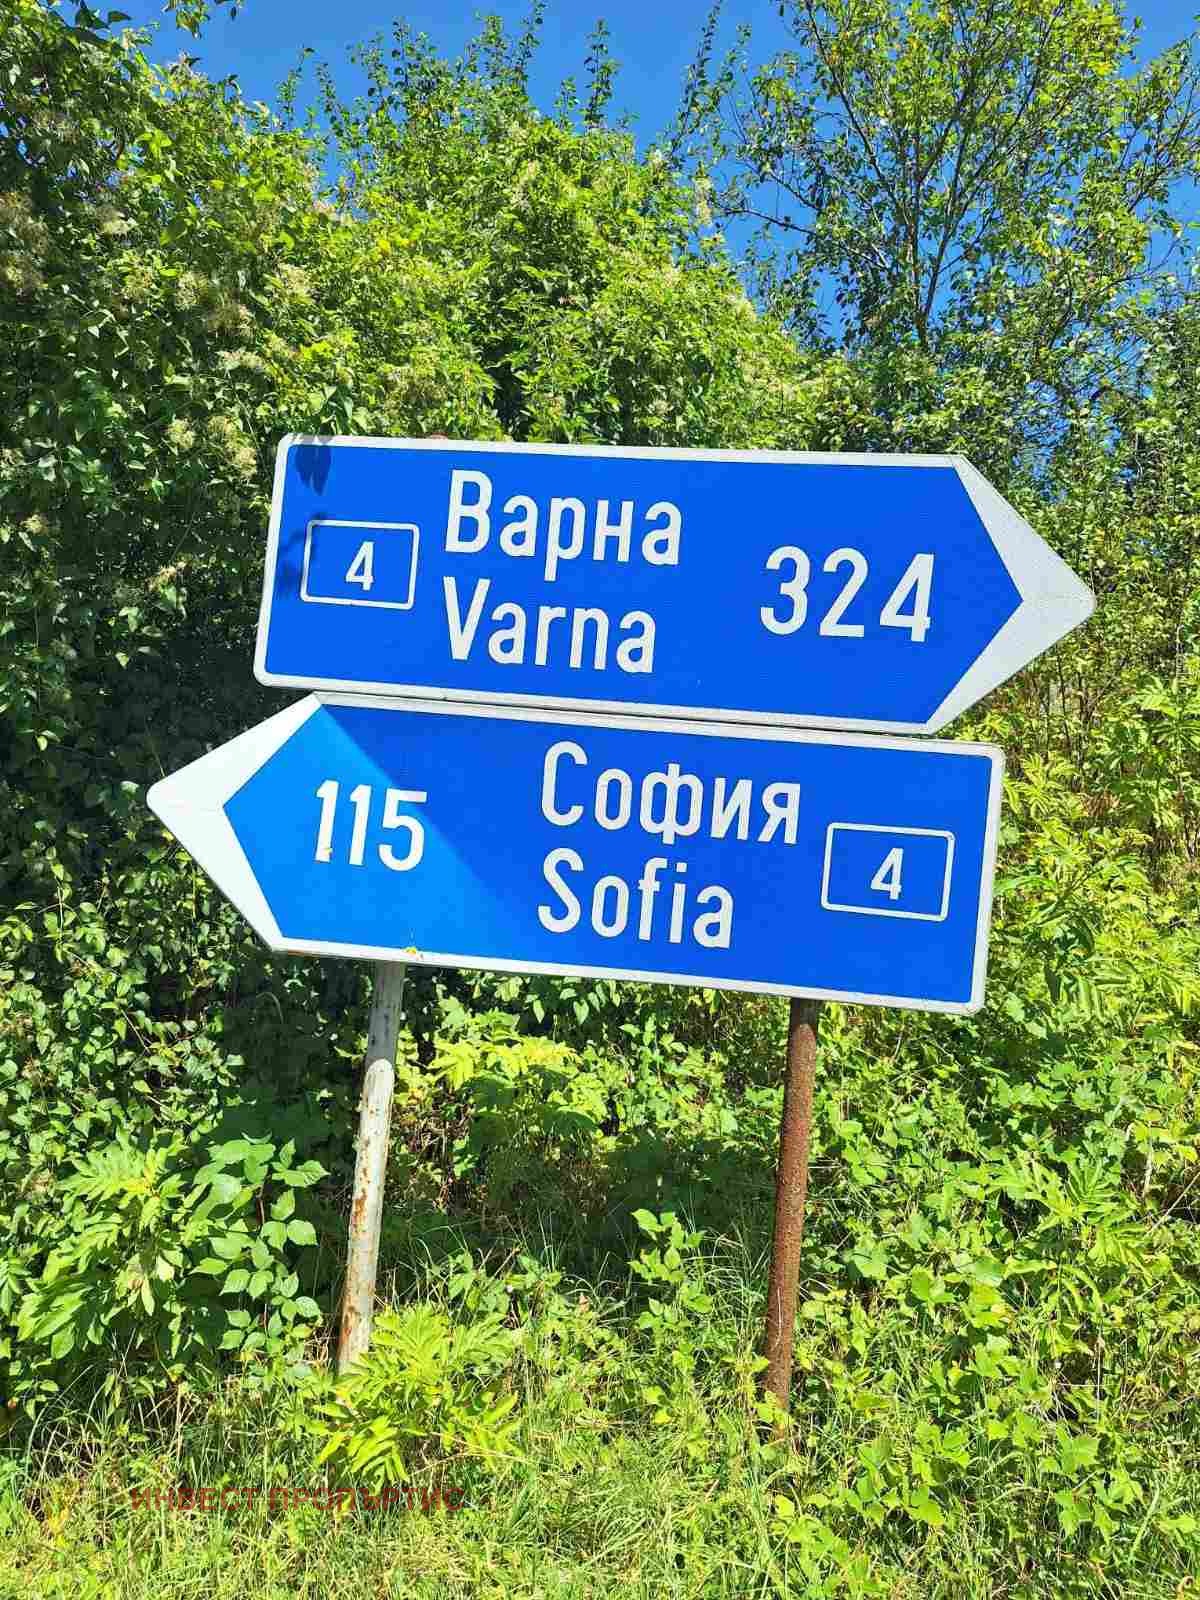 4
Варна
Varna
324
115
София
Sofia
4
ИНВЕСТ ПРОПЪРТИС